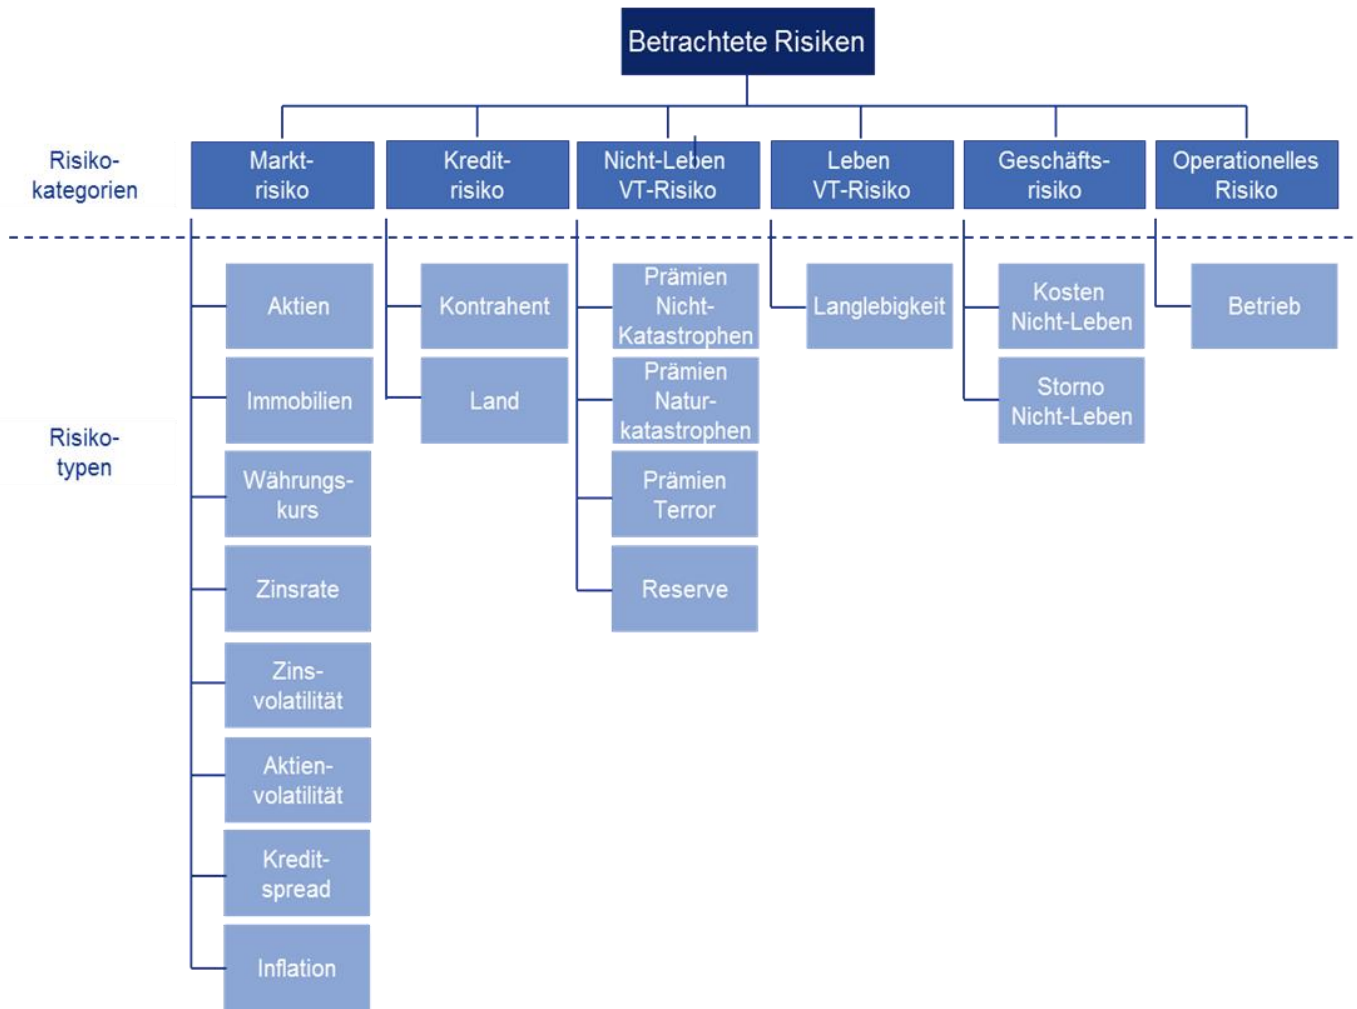 Betrachtete Risiken
Risiko-
kategorien
Markt-
risiko
Kredit-
risiko
Nicht-Leben
VT-Risiko
Leben
VT-Risiko
Geschäfts-
risiko
Operationelles
Risiko
Risiko-
typen
Aktien
Immobilien
Währungs-
kurs
Zinsrate
Zins-
volatilität
Aktien-
volatilität
Kredit-
spread
Inflation
Kontrahent
Land
Prämien
Nicht-
Katastrophen
Prämien
Natur-
katastrophen
Prämien
Terror
Reserve
Langlebigkeit
Kosten
Nicht-Leben
Storno
Nicht-Leben
Betrieb